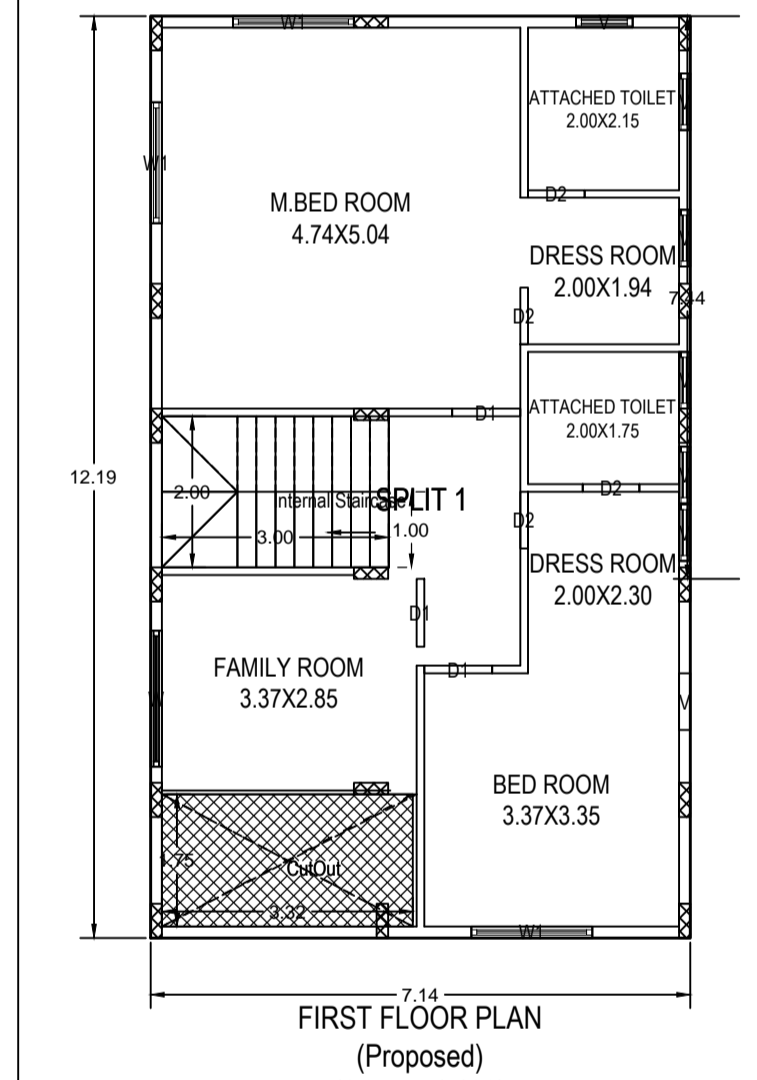 W1
V
ATTACHED TOILET
2.00X2.15
W1
M.BED ROOM
4.74X5.04
D2
DRESS ROOM
2.00X1.94
7.44
D2
ATTACHED TOILET
2.00X1.75
D1
12.19
2.00
Internal Staircase
SPLIT 1
D2
3.00
1.00
D2
DRESS ROOM
2.00X2.30
D1
FAMILY ROOM
3.37X2.85
D1
W
V
BED ROOM
3.37X3.35
1.75
CutOut
3.32
W1
7.14
FIRST FLOOR PLAN
(Proposed)